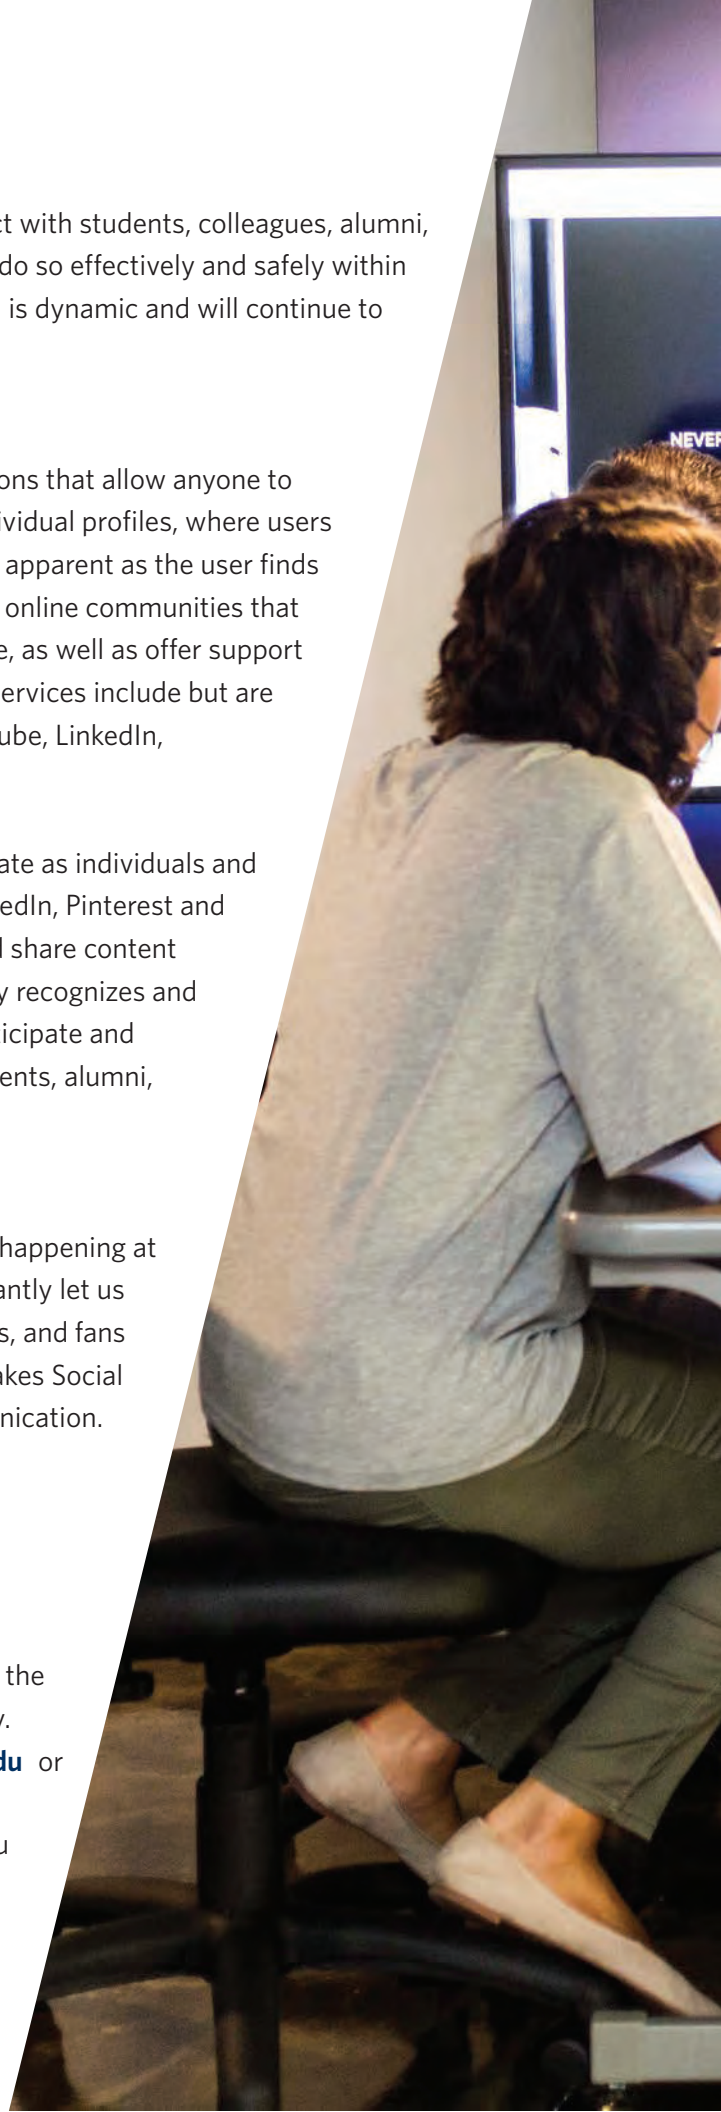 ct with students, colleagues, alumni,
do so effectively and safely within
is dynamic and will continue to
NEVER
ons that allow anyone to
ividual profiles, where users
apparent as the user finds
online communities that
e, as well as offer support
ervices include but are
ube, LinkedIn,
ate as individuals and
edIn, Pinterest and
d share content
y recognizes and
icipate and
ents, alumni,
happening at
antly let us
s, and fans
akes Social
nication.
the
y.
du or
u